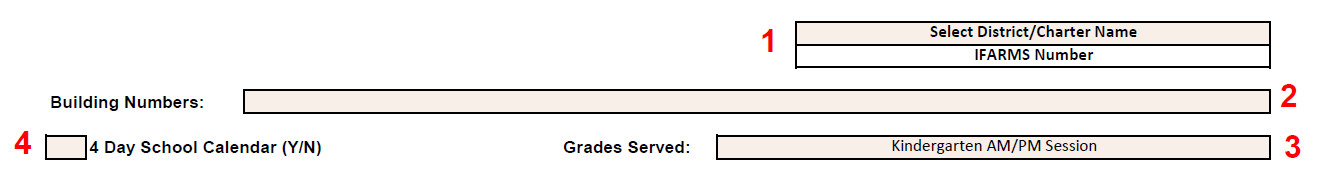 1
Select District/Charter Name
IFARMS Number
Building Numbers:
2
4
4 Day School Calendar (Y/N)
Grades Served:
Kindergarten AM/PM Session
3